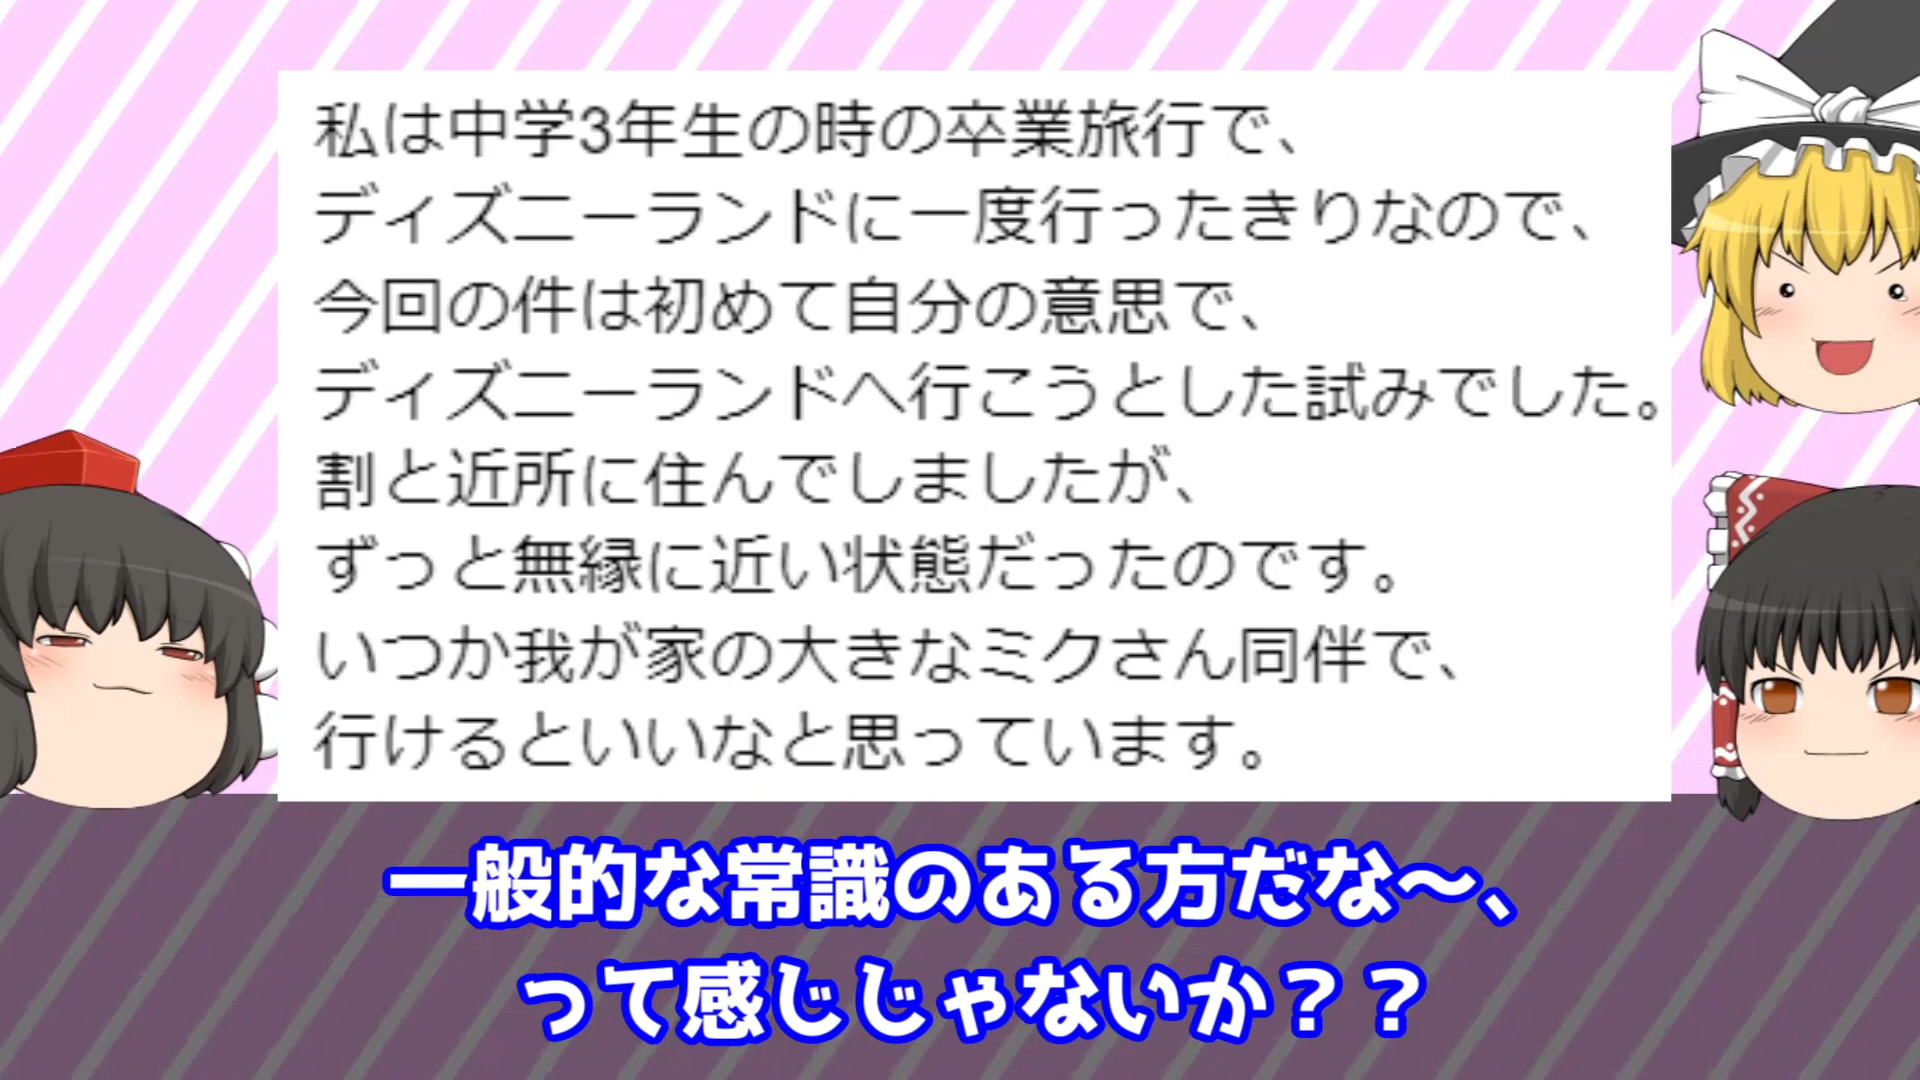 私は中学3年生の時の卒業旅行で、
ディズニーランドに一度行ったきりなので、
今回の件は初めて自分の意思で、
ディズニーランドへ行こうとした試みでした。
割と近所に住んでしましたが、
ずっと無縁に近い状態だったのです。
いつか我が家の大きなミクさん同伴で、
行けるといいなと思っています。
一般的な常識のある方だな～、
って感じじゃないか？？